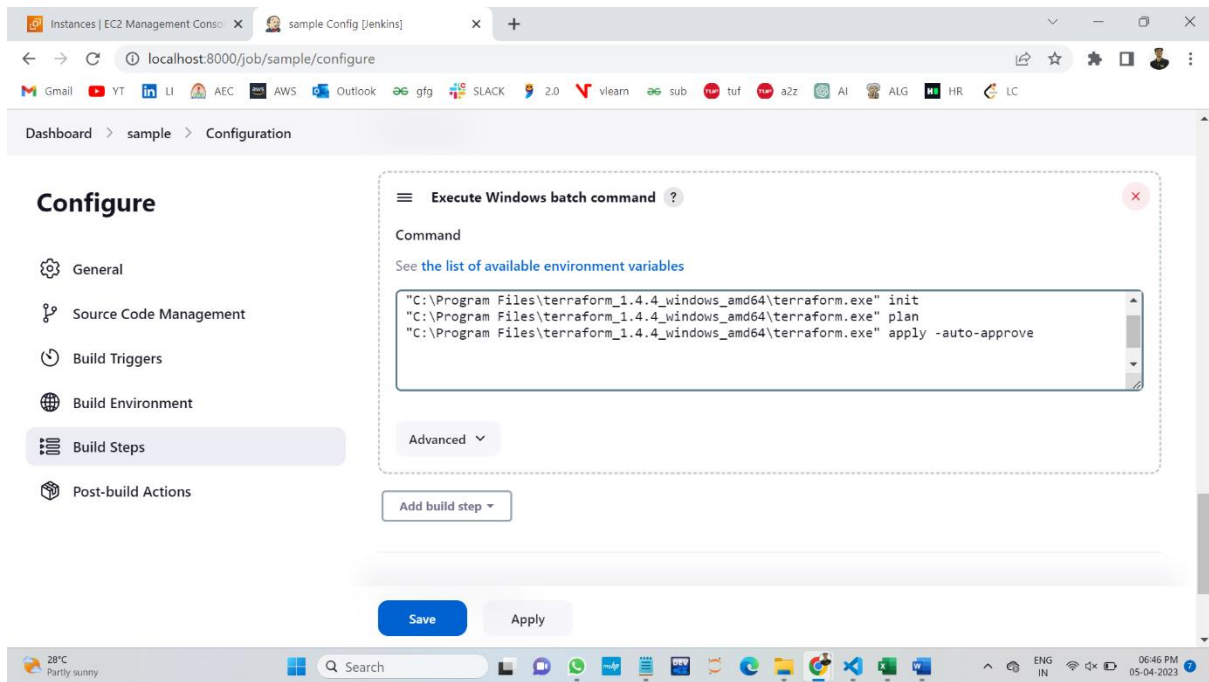 Instances | EC2 Management Conso
sample Config [Jenkins]
localhost:8000/job/sample/configure
Gmail YT LI AEC AWS Outlook gfg SLACK 2.0 vlearn sub tuf a2z AI ALG HR LC
Dashboard > sample > Configuration
Configure
General
Source Code Management
Build Triggers
Build Environment
Build Steps
Post-build Actions
Execute Windows batch command ?
Command
See the list of available environment variables
"C:\Program Files\terraform_1.4.4_windows_amd64\terraform.exe" init
"C:\Program Files\terraform_1.4.4_windows_amd64\terraform.exe" plan
"C:\Program Files\terraform_1.4.4_windows_amd64\terraform.exe" apply -auto-approve
Advanced
Add build step
Save Apply
28°C
Partly sunny
Search
ENG
IN
06:46 PM
05-04-2023